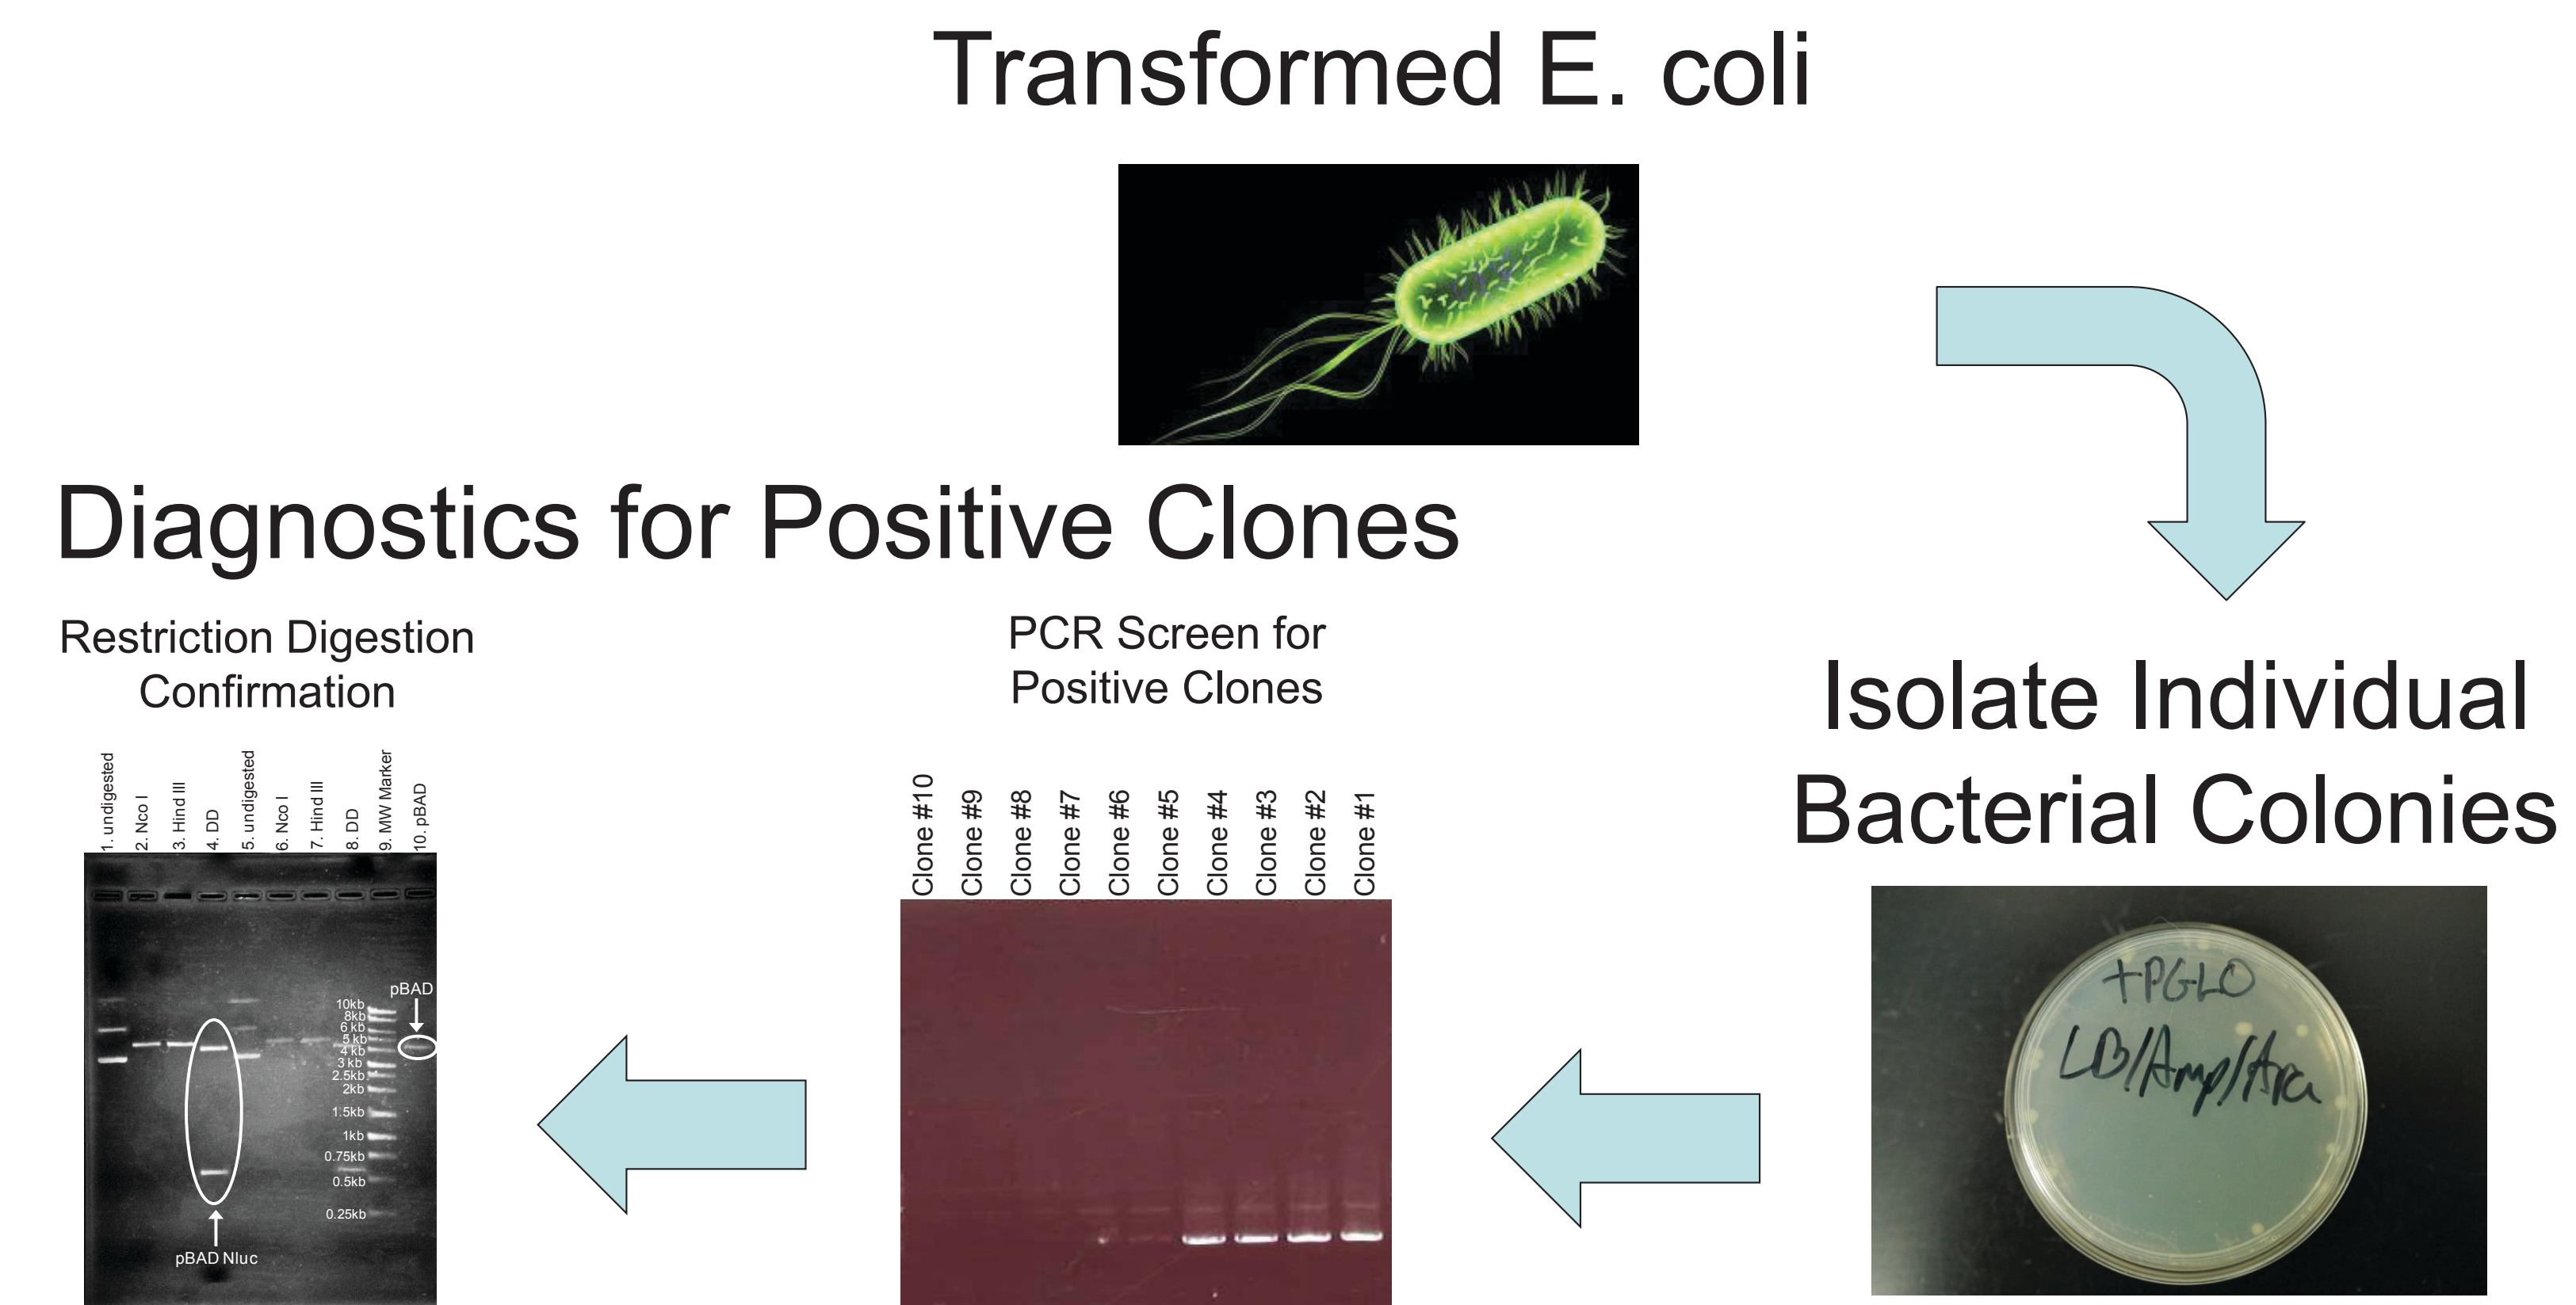 Transformed E. coli
Diagnostics for Positive Clones
Restriction Digestion
Confirmation
1. undigested
2. Nco I
3. Hind III
4. DD
5. undigested
6. Nco I
7. Hind III
8. DD
9. MW Marker
10. pBAD
pBAD
10kb
8kb
6 kb
5 kb
4 kb
3 kb
2.5kb
2kb
1.5kb
1kb
0.75kb
0.5kb
0.25kb
pBAD Nluc
PCR Screen for
Positive Clones
Clone #10
Clone #9
Clone #8
Clone #7
Clone #6
Clone #5
Clone #4
Clone #3
Clone #2
Clone #1
Isolate Individual
Bacterial Colonies
+PGLO
LB/Amp/Ara